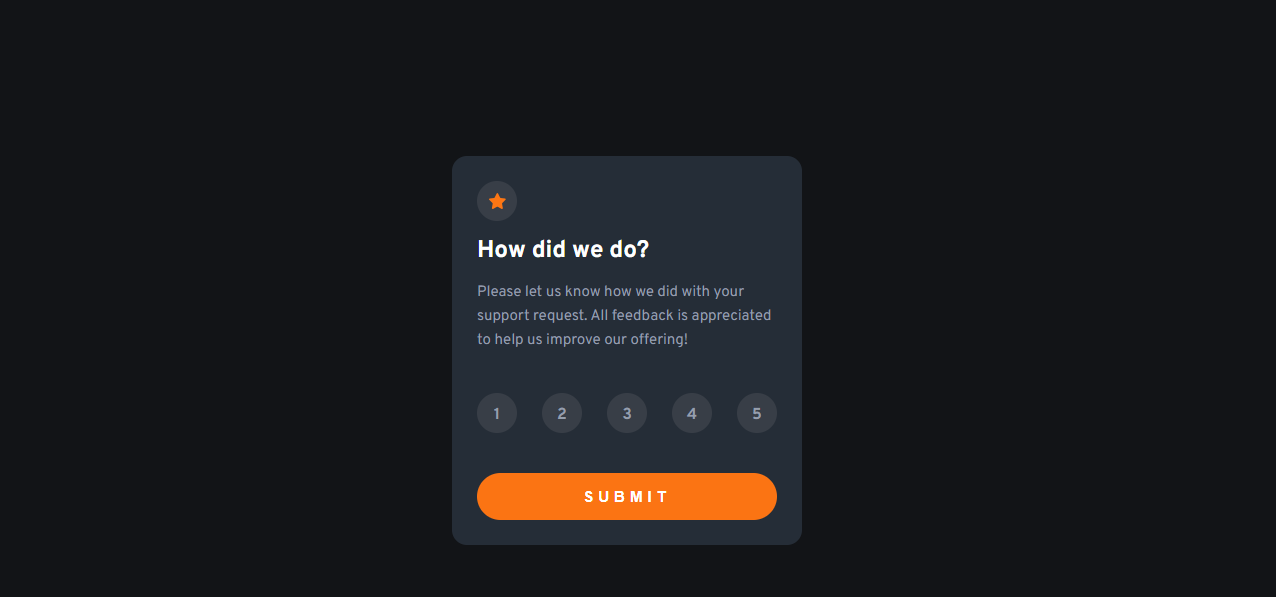 How did we do?
Please let us know how we did with your
support request. All feedback is appreciated
to help us improve our offering!
1 2 3 4 5
SUBMIT